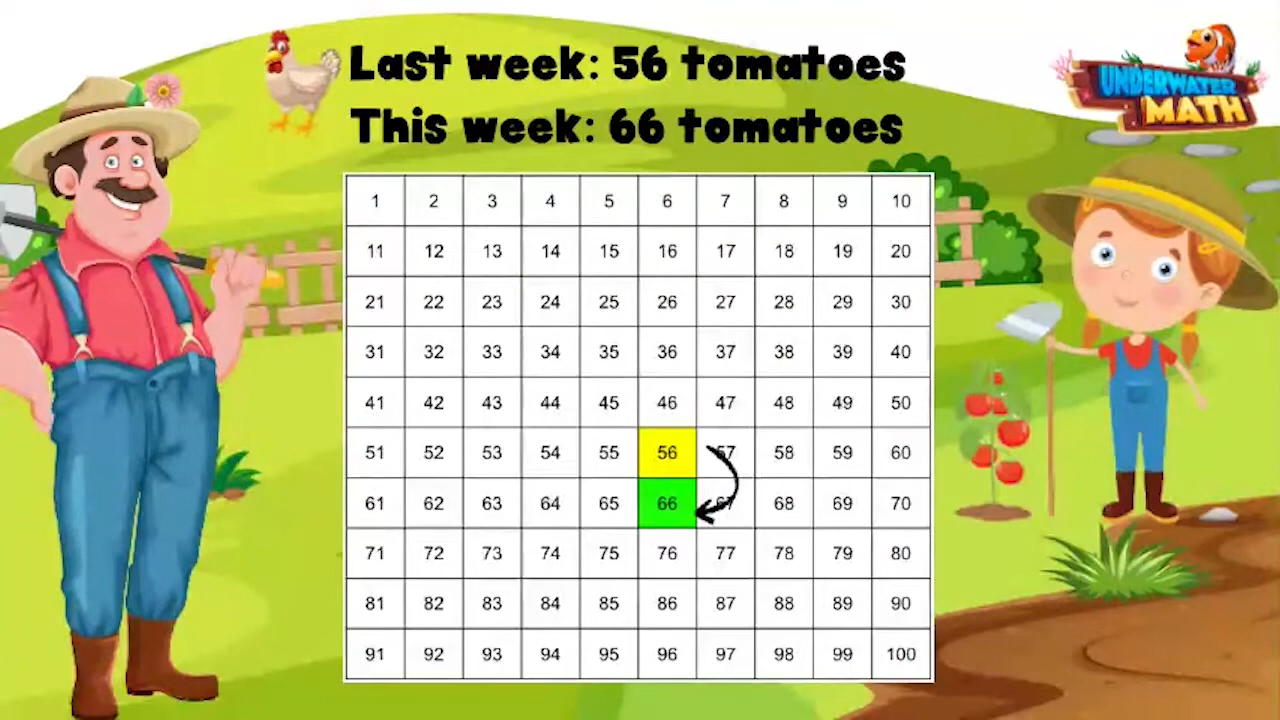 Last week: 56 tomatoes
This week: 66 tomatoes
UNDERWATER
MATH
1 2 3 4 5 6 7 8 9 10
11 12 13 14 15 16 17 18 19 20
21 22 23 24 25 26 27 28 29 30
31 32 33 34 35 36 37 38 39 40
41 42 43 44 45 46 47 48 49 50
51 52 53 54 55 56 57 58 59 60
61 62 63 64 65 66 67 68 69 70
71 72 73 74 75 76 77 78 79 80
81 82 83 84 85 86 87 88 89 90
91 92 93 94 95 96 97 98 99 100